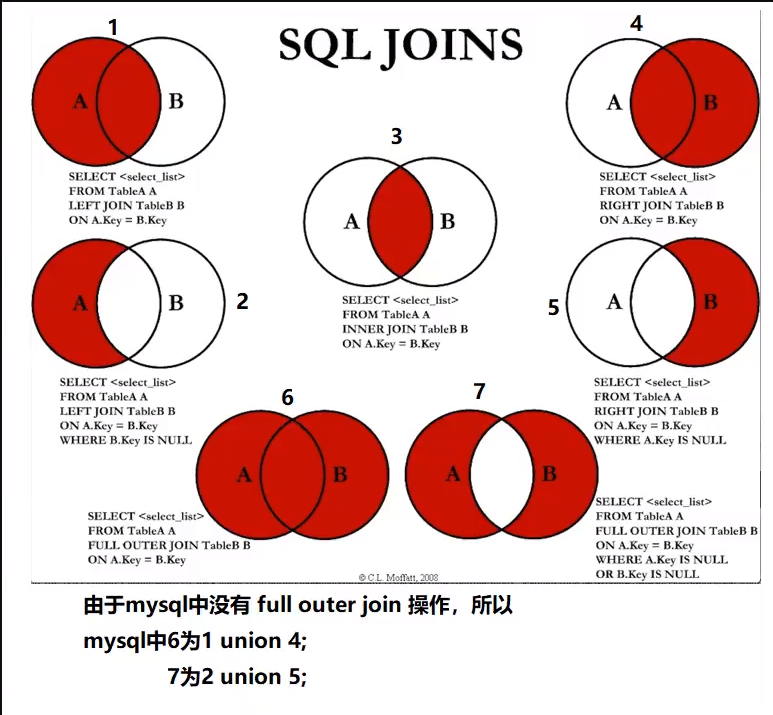 SQL JOINS
1
A B
SELECT <select_list>
FROM TableA A
LEFT JOIN TableB B
ON A.Key = B.Key
4
A B
SELECT <select_list>
FROM TableA A
RIGHT JOIN TableB B
ON A.Key = B.Key
3
A B
SELECT <select_list>
FROM TableA A
INNER JOIN TableB B
ON A.Key = B.Key
2
A B
SELECT <select_list>
FROM TableA A
LEFT JOIN TableB B
ON A.Key = B.Key
WHERE B.Key IS NULL
5
A B
SELECT <select_list>
FROM TableA A
RIGHT JOIN TableB B
ON A.Key = B.Key
WHERE A.Key IS NULL
6
A B
SELECT <select_list>
FROM TableA A
FULL OUTER JOIN TableB B
ON A.Key = B.Key
7
A B
SELECT <select_list>
FROM TableA A
FULL OUTER JOIN TableB B
ON A.Key = B.Key
WHERE A.Key IS NULL
OR B.Key IS NULL
© C.L. Moffatt, 2008
由于mysql中没有 full outer join 操作，所以
mysql中6为1 union 4;
7为2 union 5;